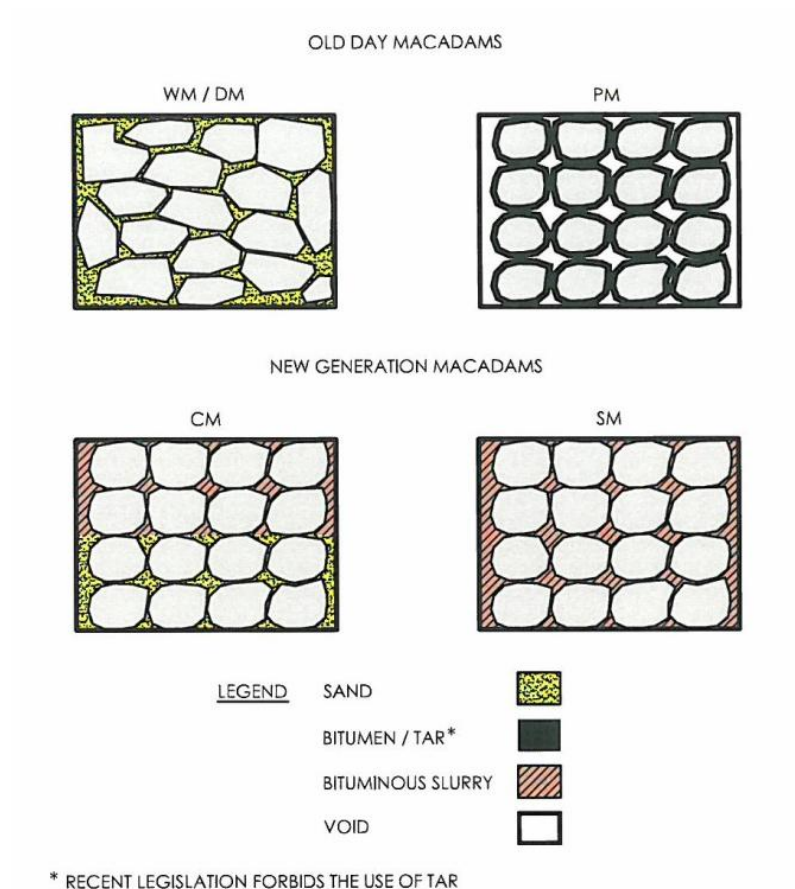 OLD DAY MACADAMS
WM / DM
PM
NEW GENERATION MACADAMS
CM
SM
LEGEND
SAND
BITUMEN / TAR*
BITUMINOUS SLURRY
VOID
* RECENT LEGISLATION FORBIDS THE USE OF TAR